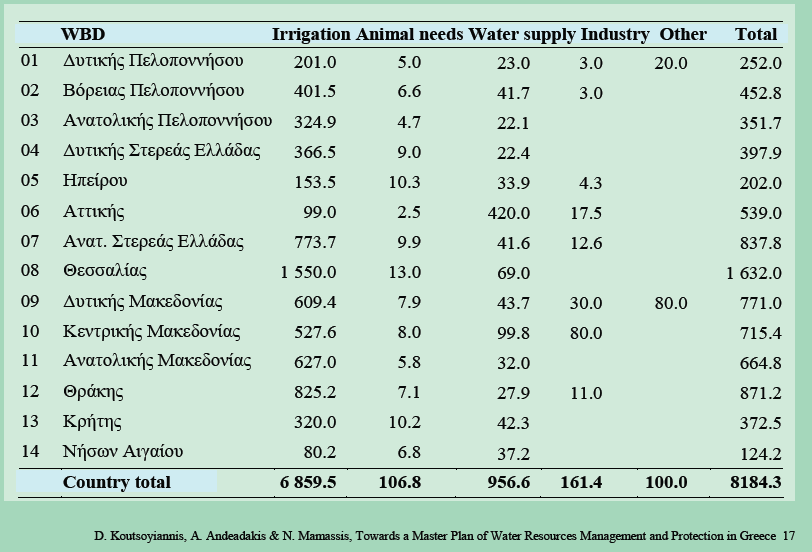 WBD Irrigation Animal needs Water supply Industry Other Total
01 Δυτικής Πελοποννήσου 201.0 5.0 23.0 3.0 20.0 252.0
02 Βόρειας Πελοποννήσου 401.5 6.6 41.7 3.0 452.8
03 Ανατολικής Πελοποννήσου 324.9 4.7 22.1 351.7
04 Δυτικής Στερεάς Ελλάδας 366.5 9.0 22.4 397.9
05 Ηπείρου 153.5 10.3 33.9 4.3 202.0
06 Αττικής 99.0 2.5 420.0 17.5 539.0
07 Ανατ. Στερεάς Ελλάδας 773.7 9.9 41.6 12.6 837.8
08 Θεσσαλίας 1 550.0 13.0 69.0 1 632.0
09 Δυτικής Μακεδονίας 609.4 7.9 43.7 30.0 80.0 771.0
10 Κεντρικής Μακεδονίας 527.6 8.0 99.8 80.0 715.4
11 Ανατολικής Μακεδονίας 627.0 5.8 32.0 664.8
12 Θράκης 825.2 7.1 27.9 11.0 871.2
13 Κρήτης 320.0 10.2 42.3 372.5
14 Νήσων Αιγαίου 80.2 6.8 37.2 124.2
Country total 6 859.5 106.8 956.6 161.4 100.0 8184.3
D. Koutsoyiannis, A. Andeadakis & N. Mamassis, Towards a Master Plan of Water Resources Management and Protection in Greece 17